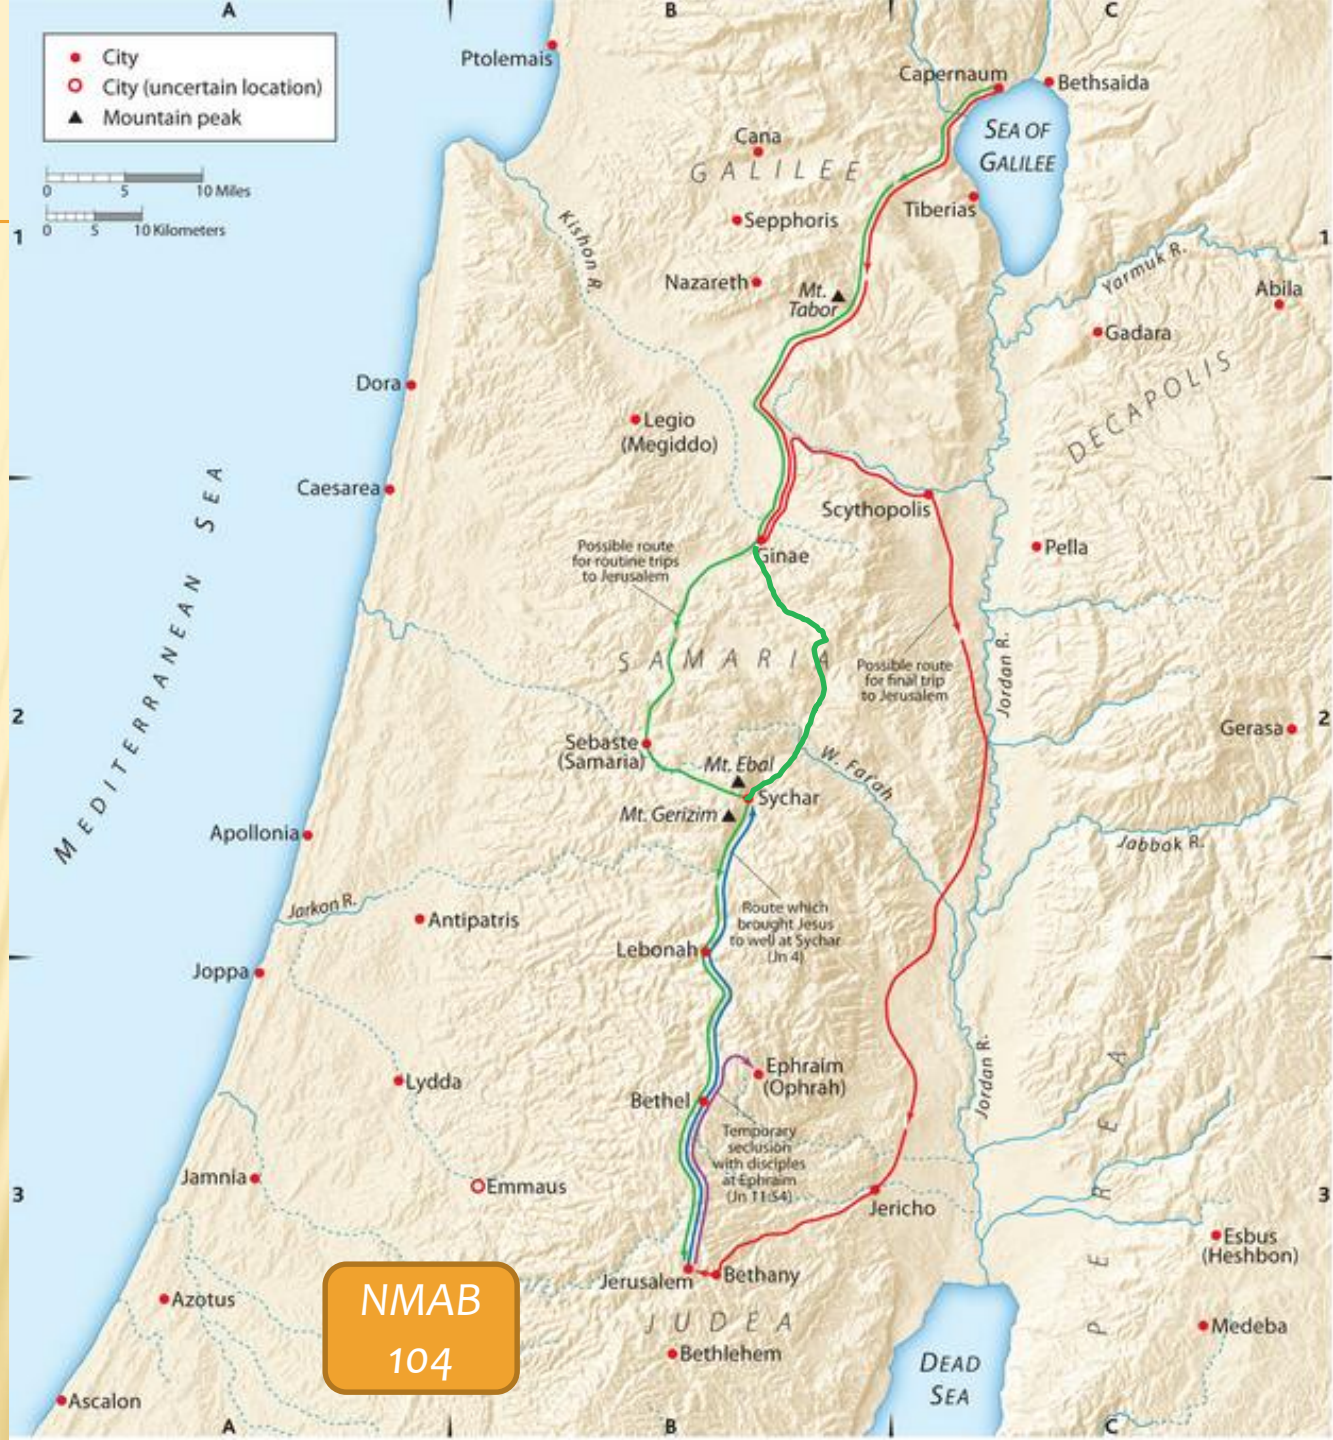 A
B
C
City
City (uncertain location)
Mountain peak
0 5 10 Miles
0 5 10 Kilometers
Ptolemais
Capernaum
Bethsaida
SEA OF
GALILEE
Cana
GALILEE
Tiberias
Sepphoris
Kishon R.
1
1
Yarmuk R.
Nazareth
Mt.
Tabor
Abila
Gadara
Dora
DECAPOLIS
Legio
(Megiddo)
Caesarea
Scythopolis
MEDITERRANEAN SEA
Possible route
for routine trips
to Jerusalem
Ginae
Pella
SAMARIA
Possible route
for final trip
to Jerusalem
Jordan R.
2
2
Gerasa
Sebaste
(Samaria)
Mt. Ebal
W. Farah
Sychar
Mt. Gerizim
Apollonia
Jabbok R.
Jarkon R.
Antipatris
Route which
brought Jesus
to well at Sychar
(Jn 4)
Lebonah
Joppa
Jordan R.
PEREA
Ephraim
(Ophrah)
Lydda
Bethel
Temporary
seclusion
with disciples
at Ephraim
(Jn 11:54)
Jamnia
Emmaus
3
3
Jericho
Esbus
(Heshbon)
Jerusalem
Bethany
NMAB
104
Azotus
JUDEA
Medeba
Bethlehem
DEAD
SEA
Ascalon
A
B
C